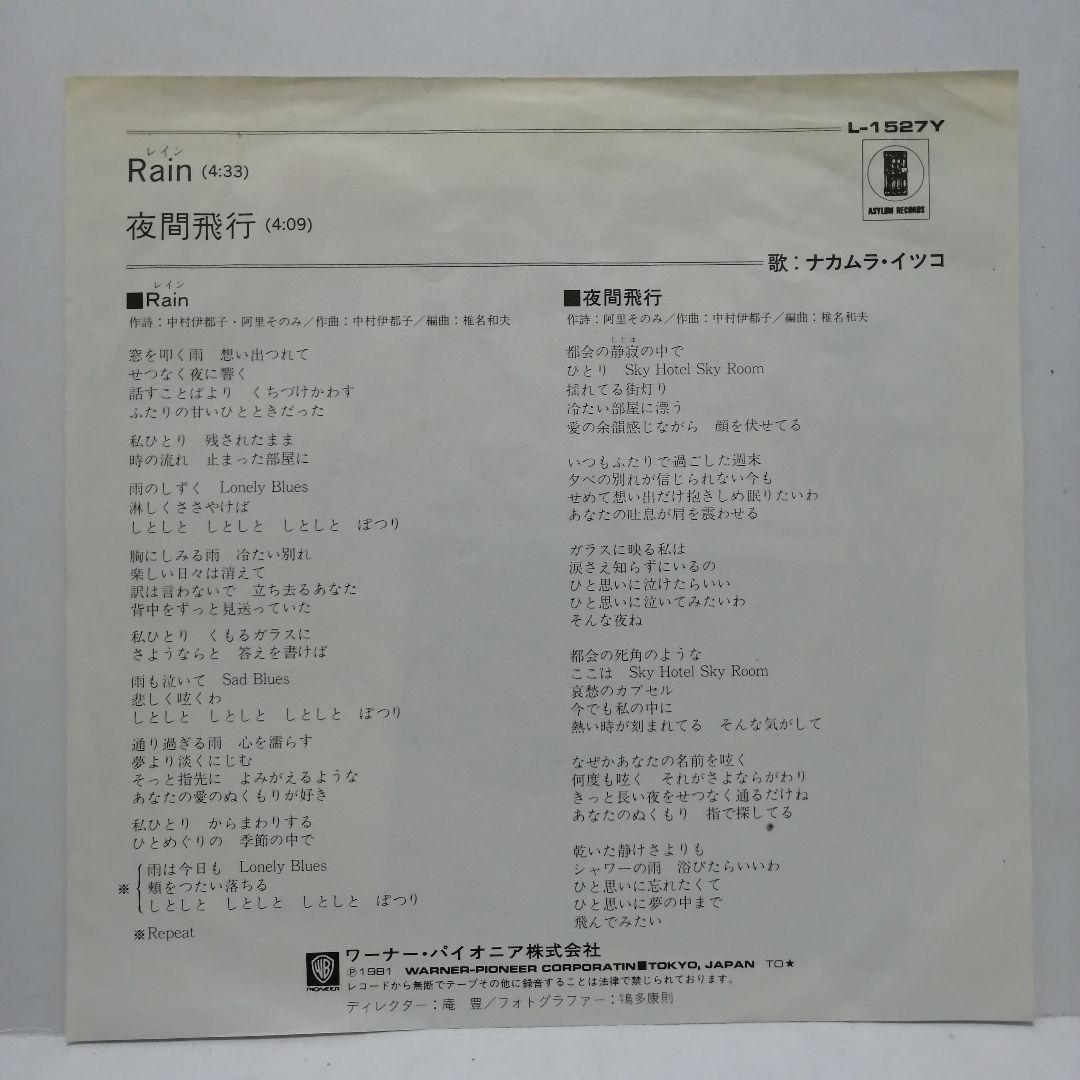 L-1527Y
レイン
Rain (4:33)
ASYLUM RECORDS
夜間飛行 (4:09)
歌：ナカムラ・イツコ
レイン
■Rain
作詩：中村伊都子・阿里そのみ／作曲：中村伊都子／編曲：椎名和夫
窓を叩く雨　想い出つれて
せつなく夜に響く
話すことばより　くちづけかわす
ふたりの甘いひとときだった
私ひとり　残されたまま
時の流れ　止まった部屋に
雨のしずく　Lonely Blues
淋しくささやけば
しとしと　しとしと　しとしと　ぽつり
胸にしみる雨　冷たい別れ
楽しい日々は消えて
訳は言わないで　立ち去るあなた
背中をずっと見送っていた
私ひとり　くもるガラスに
さようならと　答えを書けば
雨も泣いて　Sad Blues
悲しく呟くわ
しとしと　しとしと　しとしと　ぽつり
通り過ぎる雨　心を濡らす
夢より淡くにじむ
そっと指先に　よみがえるような
あなたの愛のぬくもりが好き
私ひとり　からまわりする
ひとめぐりの　季節の中で
雨は今日も　Lonely Blues
※ 頬をつたい落ちる
しとしと　しとしと　しとしと　ぽつり
※Repeat
■夜間飛行
作詩：阿里そのみ／作曲：中村伊都子／編曲：椎名和夫
しじま
都会の静寂の中で
ひとり　Sky Hotel Sky Room
揺れてる街灯り
冷たい部屋に漂う
愛の余韻感じながら　顔を伏せてる
いつもふたりで過ごした週末
夕べの別れが信じられない今も
せめて想い出だけ抱きしめ眠りたいわ
あなたの吐息が肩を震わせる
ガラスに映る私は
涙さえ知らずにいるの
ひと思いに泣けたらいい
ひと思いに泣いてみたいわ
そんな夜ね
都会の死角のような
ここは　Sky Hotel Sky Room
哀愁のカプセル
今でも私の中に
熱い時が刻まれてる　そんな気がして
なぜかあなたの名前を呟く
何度も呟く　それがさよならがわり
きっと長い夜をせつなく通るだけね
あなたのぬくもり　指で探してる
乾いた静けさよりも
シャワーの雨　浴びたらいいわ
ひと思いに忘れたくて
ひと思いに夢の中まで
飛んでみたい
WB PIONEER
ワーナー・パイオニア株式会社
Ⓟ1981 WARNER-PIONEER CORPORATIN■TOKYO, JAPAN TO★
レコードから無断でテープその他に録音することは法律で禁じられております。
ディレクター：庵　豊／フォトグラファー：鴇多康則